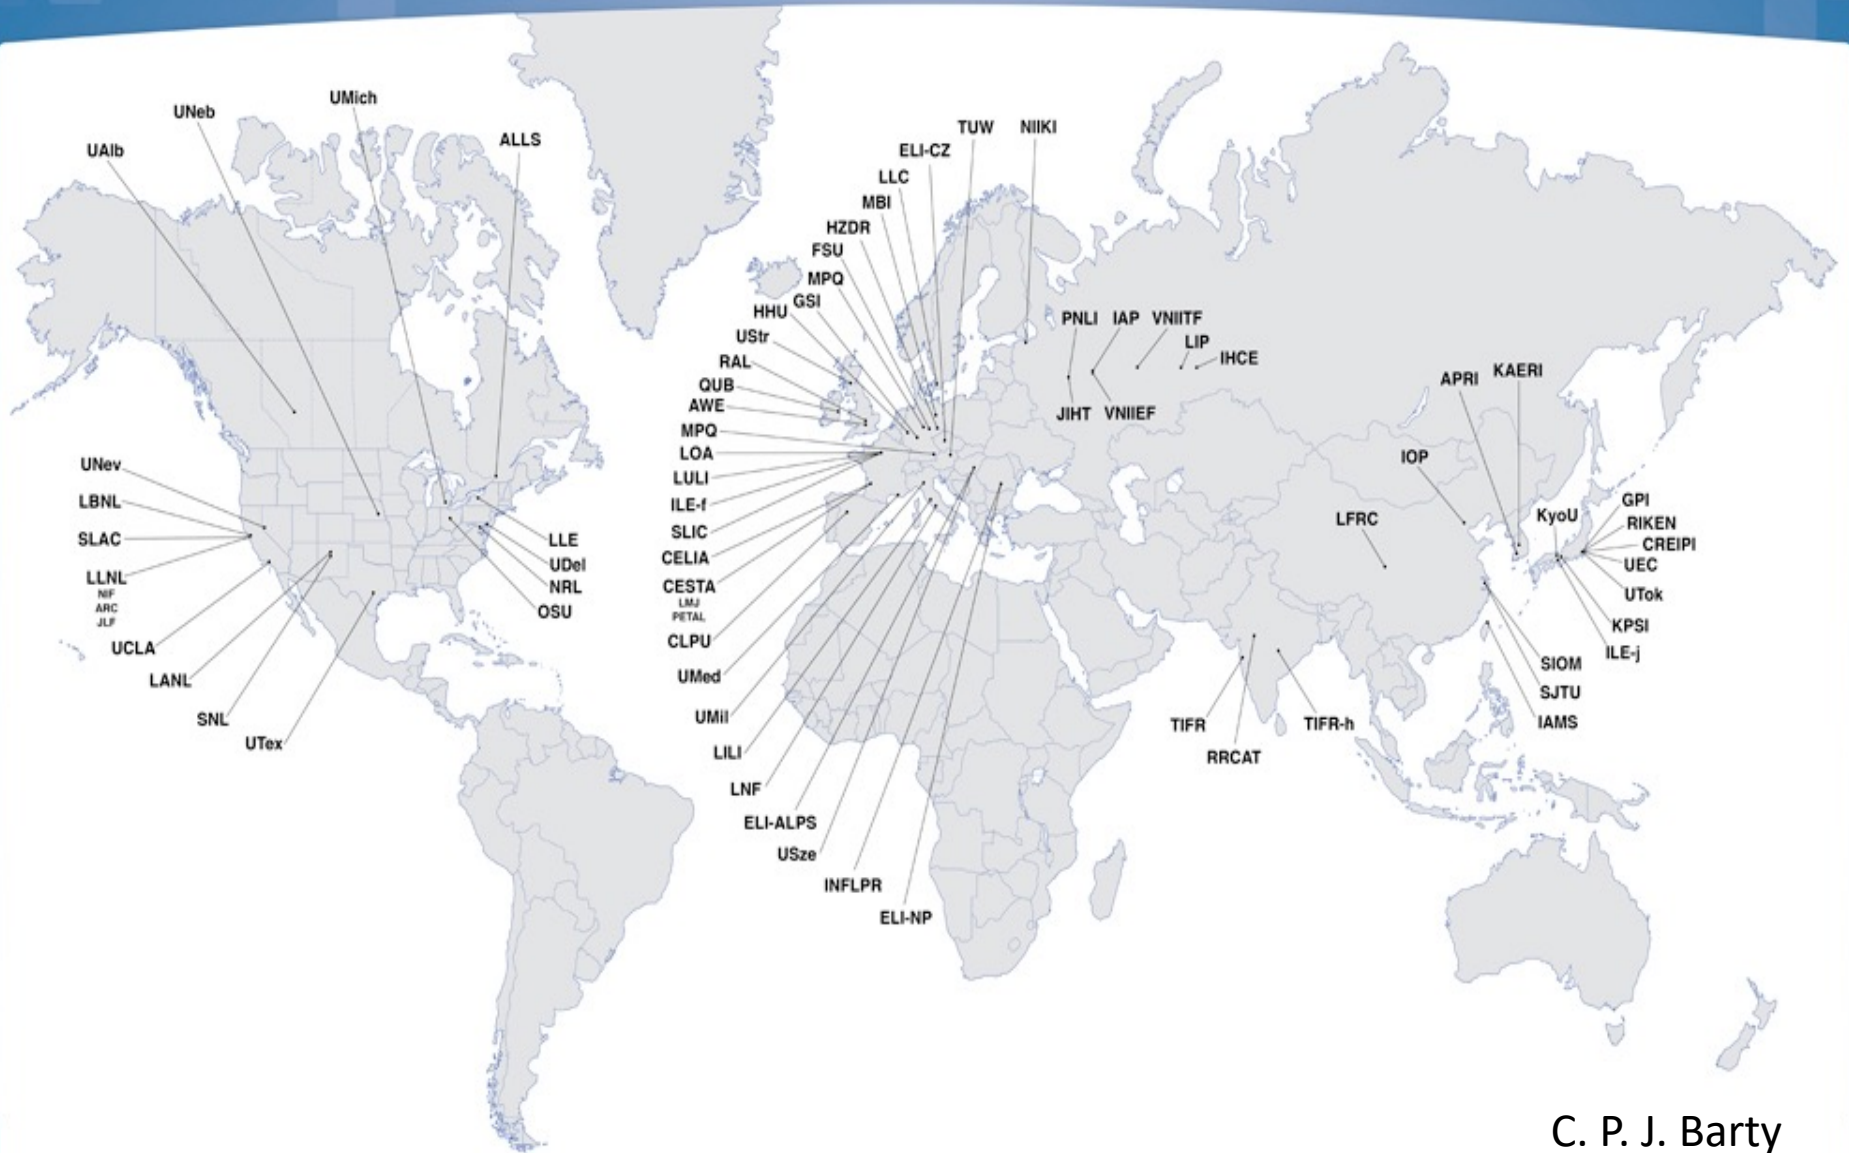 UMich
UNeb
ALLS
UAlb
UNev
LBNL
SLAC
LLNL
NIF
ARC
JLF
UCLA
LANL
SNL
UTex
LLE
UDel
NRL
OSU
TUW
NIIKI
ELI-CZ
LLC
MBI
HZDR
FSU
MPQ
GSI
HHU
UStr
RAL
QUB
AWE
MPQ
LOA
LULI
ILE-f
SLIC
CELIA
CESTA
LMJ
PETAL
CLPU
UMed
UMil
LILI
LNF
ELI-ALPS
USze
INFLPR
ELI-NP
PNLI
IAP
VNIITF
LIP
IHCE
JIHT
VNIIEF
APRI
KAERI
IOP
LFRC
KyoU
GPI
RIKEN
CREIPI
UEC
UTok
KPSI
ILE-j
SIOM
SJTU
IAMS
TIFR
RRCAT
TIFR-h
C. P. J. Barty